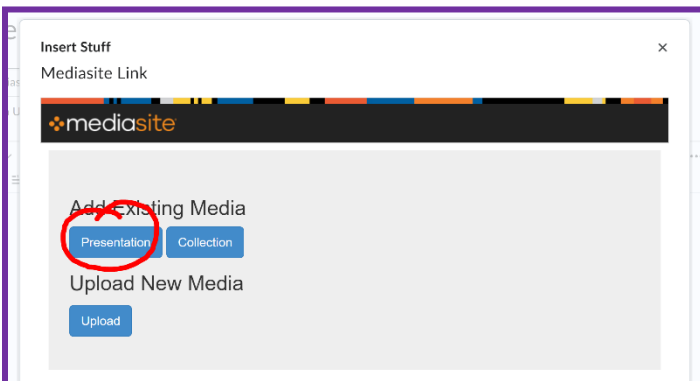 Insert Stuff
×
Mediasite Link
mediasite
Add Existing Media
Presentation
Collection
Upload New Media
Upload